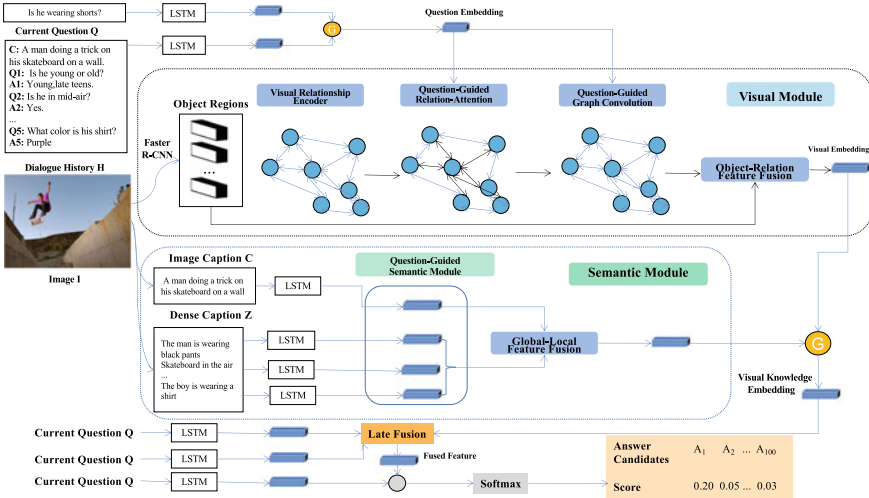 Is he wearing shorts?
LSTM
Current Question Q
LSTM
G
Question Embedding
C: A man doing a trick on
his skateboard on a wall.
Q1: Is he young or old?
A1: Young,late teens.
Q2: Is he in mid-air?
A2: Yes.
...
Q5: What color is his shirt?
A5: Purple
Dialogue History H
Image I
Faster
R-CNN
Object Regions
...
Visual Relationship
Encoder
Question-Guided
Relation-Attention
Question-Guided
Graph Convolution
Visual Module
Object-Relation
Feature Fusion
Visual Embedding
Image Caption C
A man doing a trick on
his skateboard on a wall
LSTM
Dense Caption Z
The man is wearing
black pants
Skateboard in the air
...
The boy is wearing a
shirt
LSTM
LSTM
LSTM
Question-Guided
Semantic Module
Semantic Module
Global-Local
Feature Fusion
G
Visual Knowledge
Embedding
Current Question Q
LSTM
Current Question Q
LSTM
Current Question Q
LSTM
Late Fusion
Fused Feature
Softmax
Answer
Candidates
A1 A2 ... A100
Score
0.20 0.05 ... 0.03